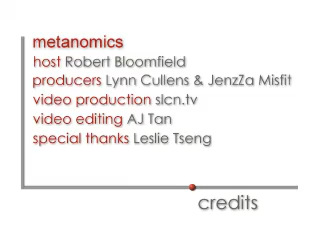 metanomics
host Robert Bloomfield
producers Lynn Cullens & JenzZa Misfit
video production slcn.tv
video editing AJ Tan
special thanks Leslie Tseng
credits